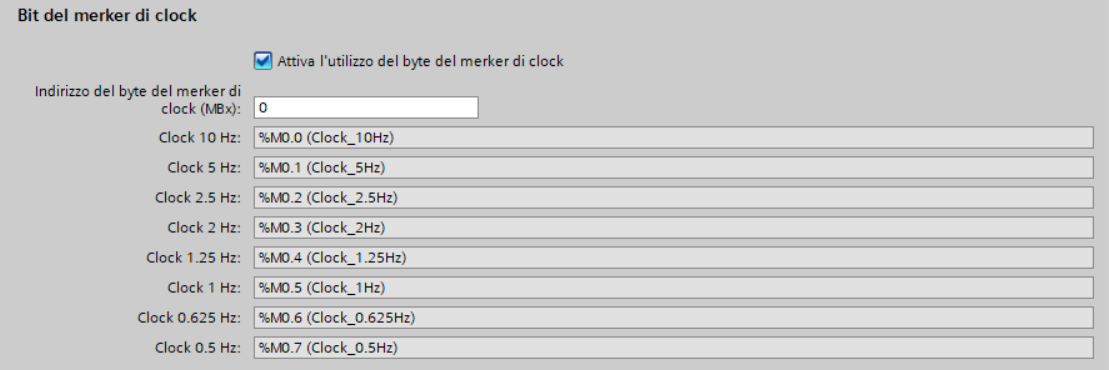 Bit del merker di clock
Attiva l'utilizzo del byte del merker di clock
Indirizzo del byte del merker di
clock (MBx): 0
Clock 10 Hz: %M0.0 (Clock_10Hz)
Clock 5 Hz: %M0.1 (Clock_5Hz)
Clock 2.5 Hz: %M0.2 (Clock_2.5Hz)
Clock 2 Hz: %M0.3 (Clock_2Hz)
Clock 1.25 Hz: %M0.4 (Clock_1.25Hz)
Clock 1 Hz: %M0.5 (Clock_1Hz)
Clock 0.625 Hz: %M0.6 (Clock_0.625Hz)
Clock 0.5 Hz: %M0.7 (Clock_0.5Hz)